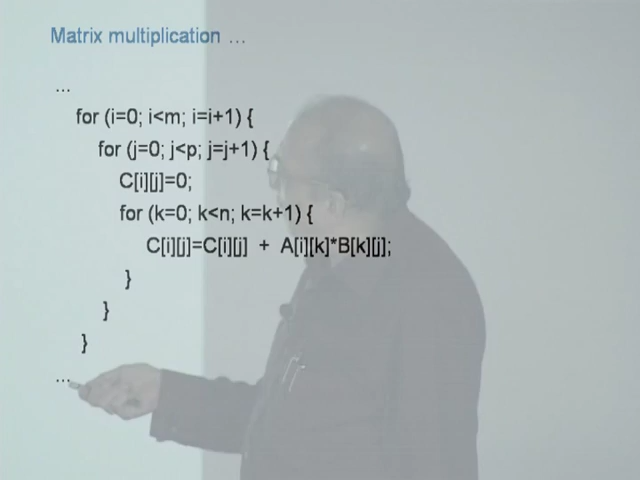 Matrix multiplication …
…
for (i=0; i<m; i=i+1) {
for (j=0; j<p; j=j+1) {
C[i][j]=0;
for (k=0; k<n; k=k+1) {
C[i][j]=C[i][j] + A[i][k]*B[k][j];
}
}
}
…